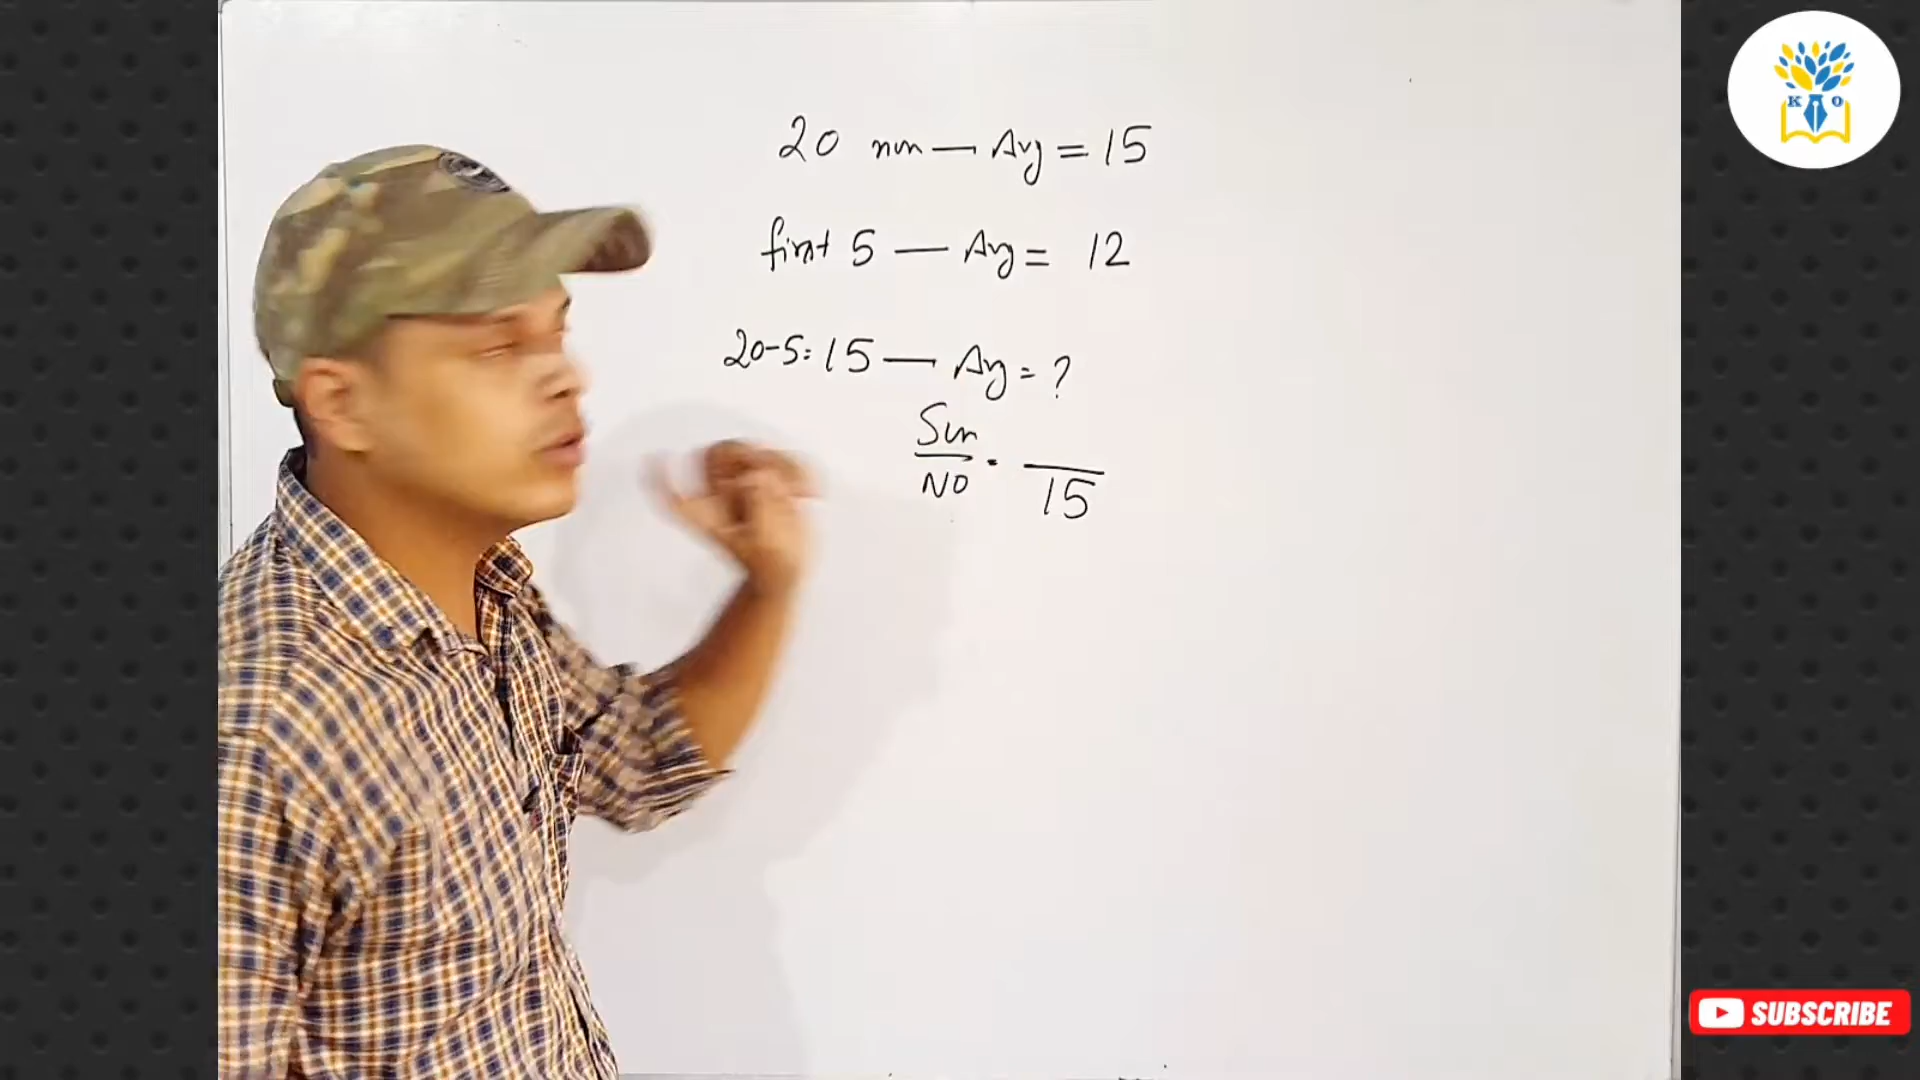 20 num — Avg = 15
first 5 — Avg = 12
20-5=15 — Avg = ?
Sum
NO
=
15
K O
SUBSCRIBE